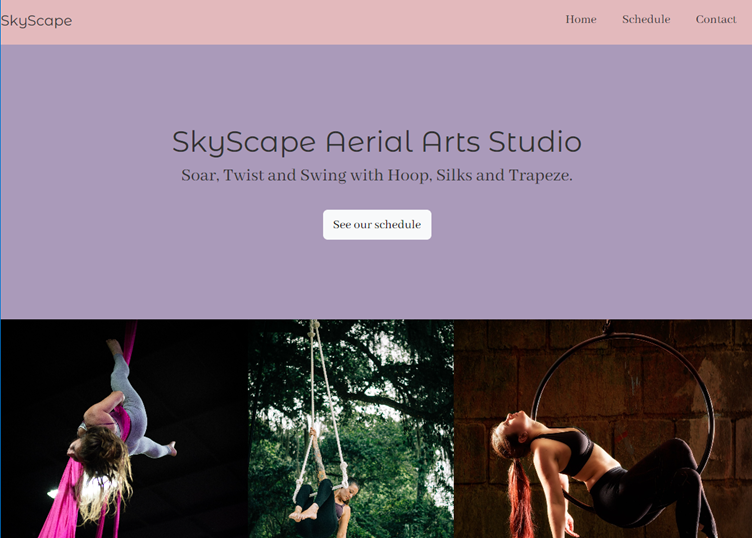 SkyScape
Home Schedule Contact
SkyScape Aerial Arts Studio
Soar, Twist and Swing with Hoop, Silks and Trapeze.
See our schedule